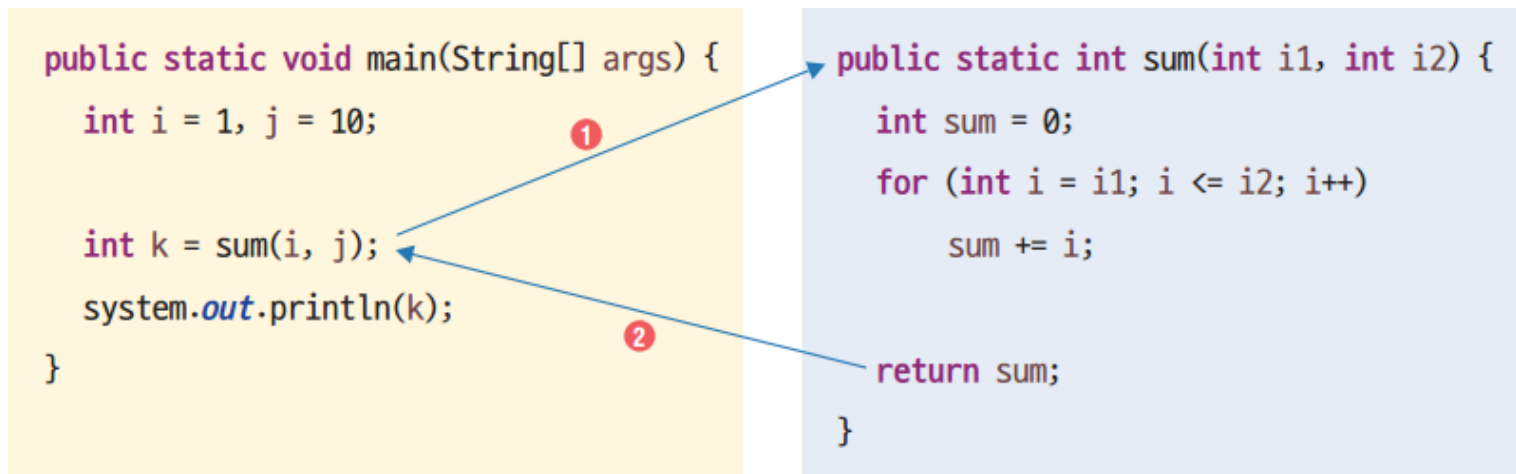 public static void main(String[] args) {
int i = 1, j = 10;
int k = sum(i, j);
system.out.println(k);
}
1
2
public static int sum(int i1, int i2) {
int sum = 0;
for (int i = i1; i <= i2; i++)
sum += i;
return sum;
}